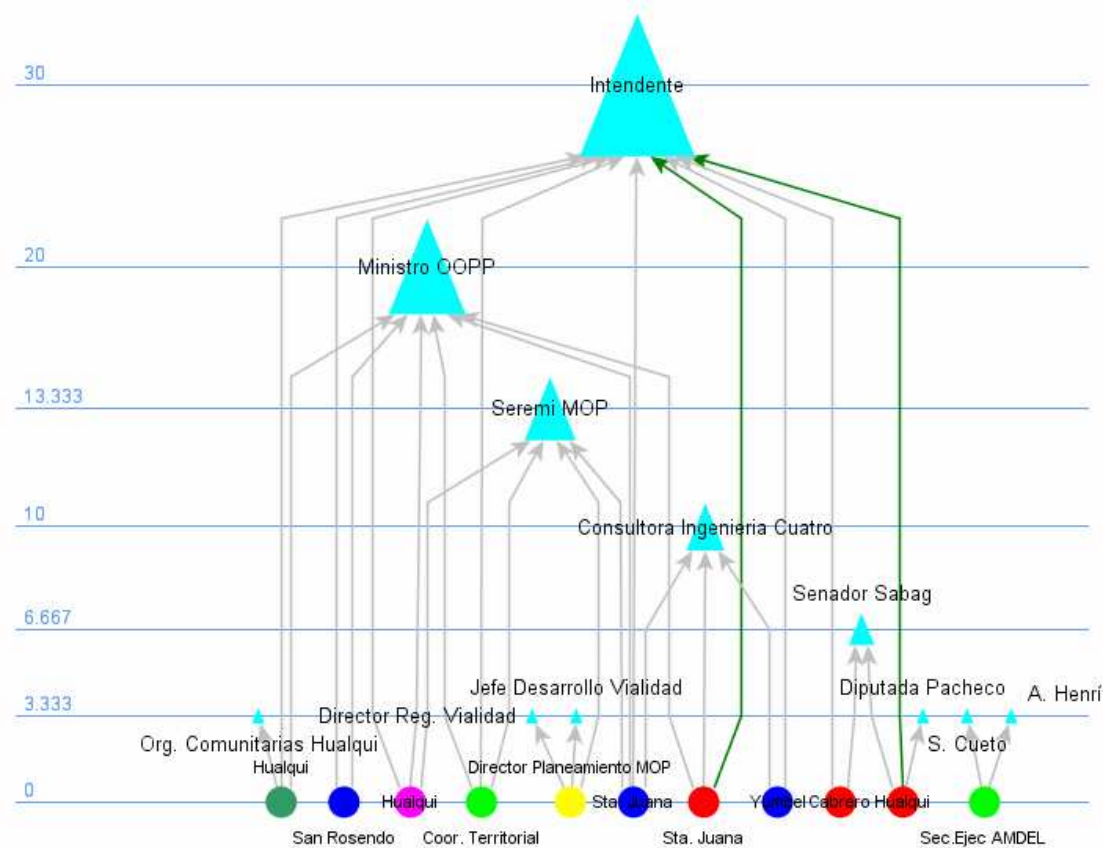 30
Intendente
20
Ministro OOPP
13.333
Seremi MOP
10
Consultora Ingenieria Cuatro
6.667
Senador Sabag
3.333
Jefe Desarrollo Vialidad
Diputada Pacheco
A. Henrí
Director Reg. Vialidad
Org. Comunitarias Hualqui
S. Cueto
Hualqui
Director Planeamiento MOP
0
Hualqui
Sta. Juana
Cabrero
Hualqui
San Rosendo
Coor. Territorial
Sta. Juana
Sec.Ejec AMDEL